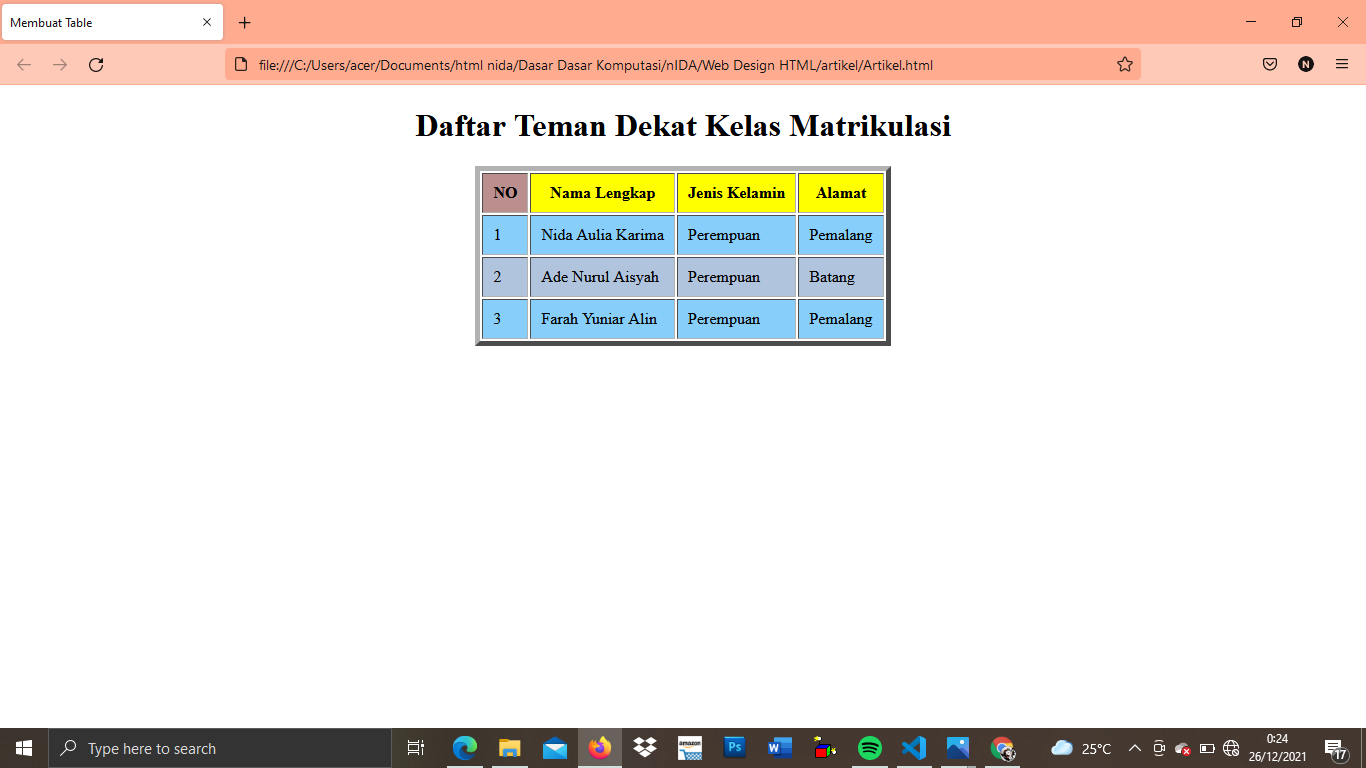 Membuat Table
file:///C:/Users/acer/Documents/html nida/Dasar Dasar Komputasi/nIDA/Web Design HTML/artikel/Artikel.html
N
Daftar Teman Dekat Kelas Matrikulasi
NO Nama Lengkap Jenis Kelamin Alamat
1 Nida Aulia Karima Perempuan Pemalang
2 Ade Nurul Aisyah Perempuan Batang
3 Farah Yuniar Alin Perempuan Pemalang
Type here to search
amazon
Ps
W
25°C
0:24
26/12/2021
17